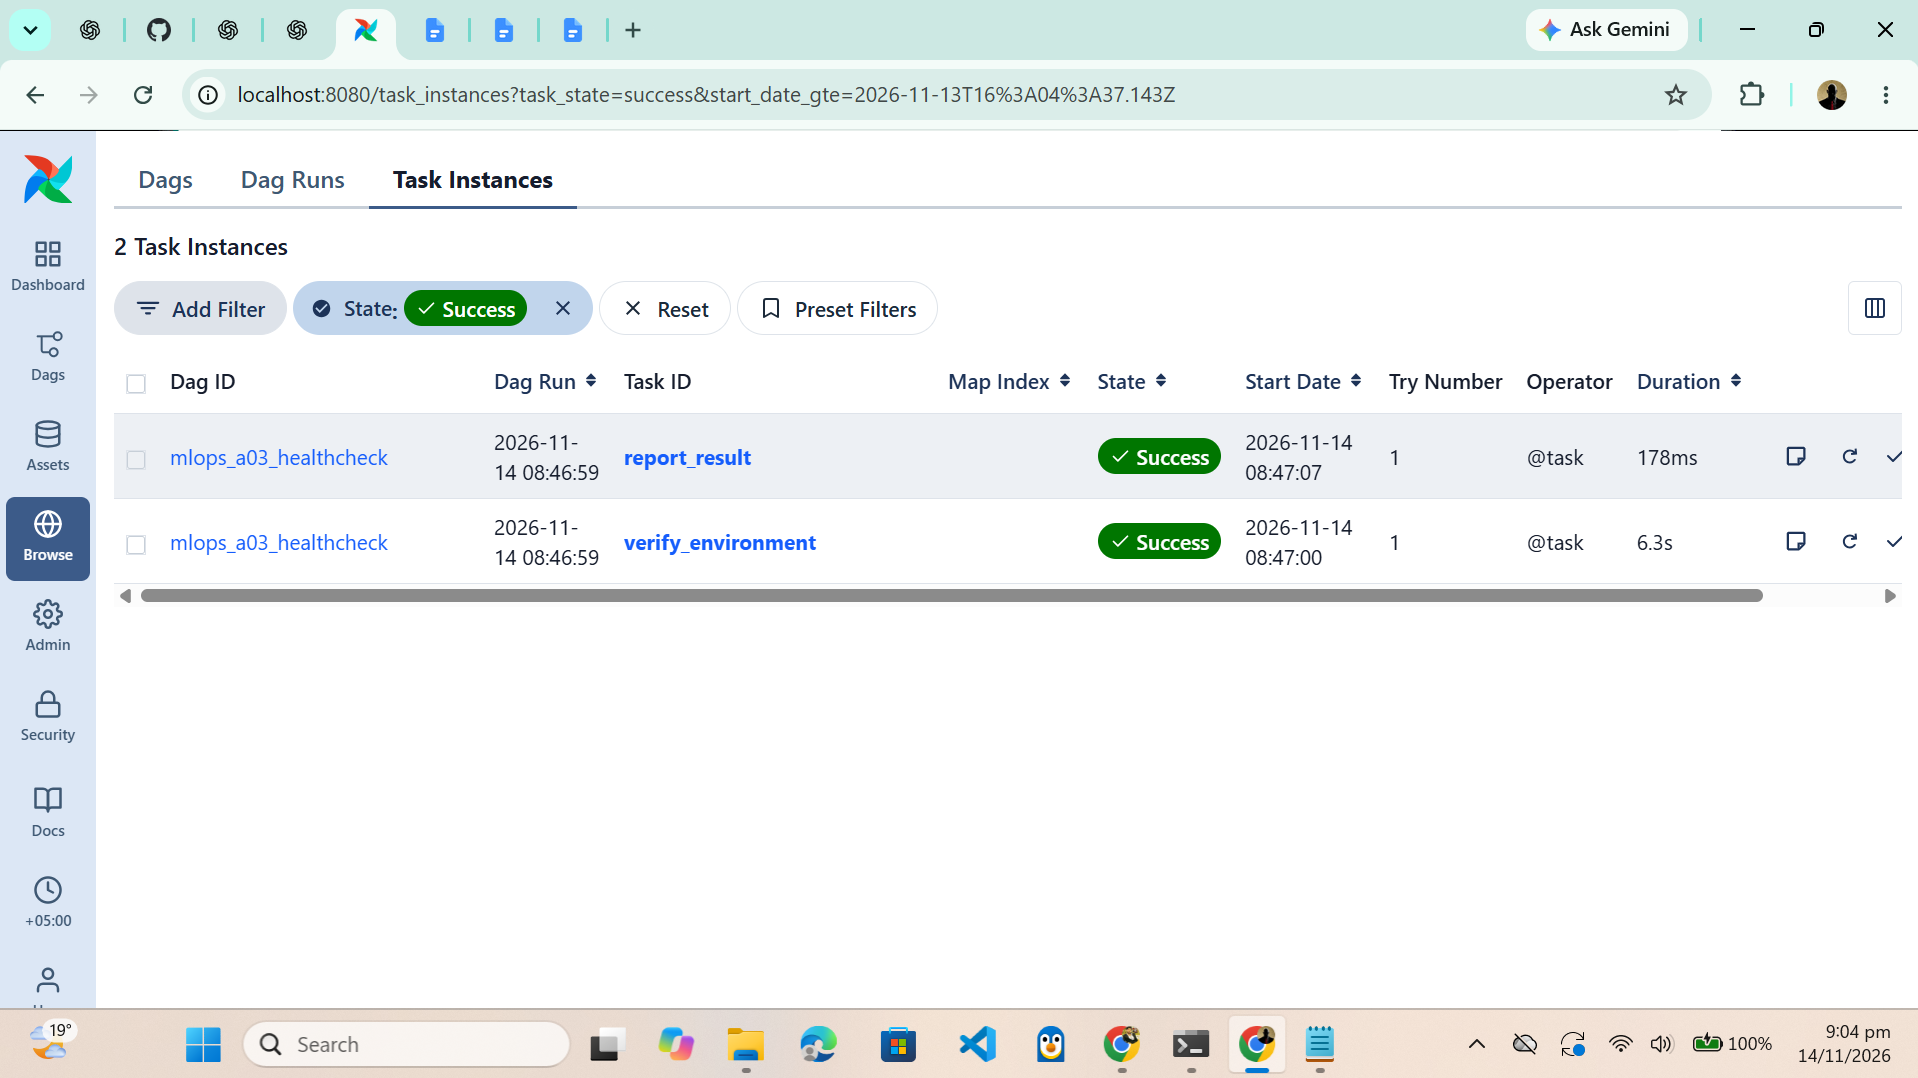 Ask Gemini
localhost:8080/task_instances?task_state=success&start_date_gte=2026-11-13T16%3A04%3A37.143Z
Dags Dag Runs Task Instances
2 Task Instances
Add Filter State: Success Reset Preset Filters
Dag ID Dag Run Task ID Map Index State Start Date Try Number Operator Duration
mlops_a03_healthcheck 2026-11-14 08:46:59 report_result Success 2026-11-14 08:47:07 1 @task 178ms
mlops_a03_healthcheck 2026-11-14 08:46:59 verify_environment Success 2026-11-14 08:47:00 1 @task 6.3s
Dashboard
Dags
Assets
Browse
Admin
Security
Docs
+05:00
19°
Search
100%
9:04 pm
14/11/2026